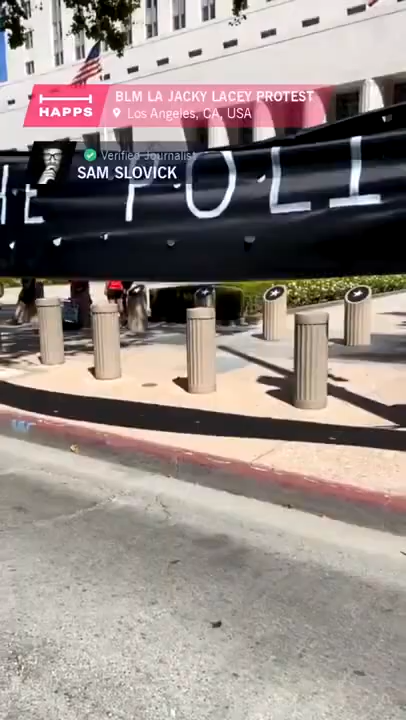 HAPPS
BLM LA JACKY LACEY PROTEST
Los Angeles, CA, USA
Verified Journalist
SAM SLOVICK
HE POLI